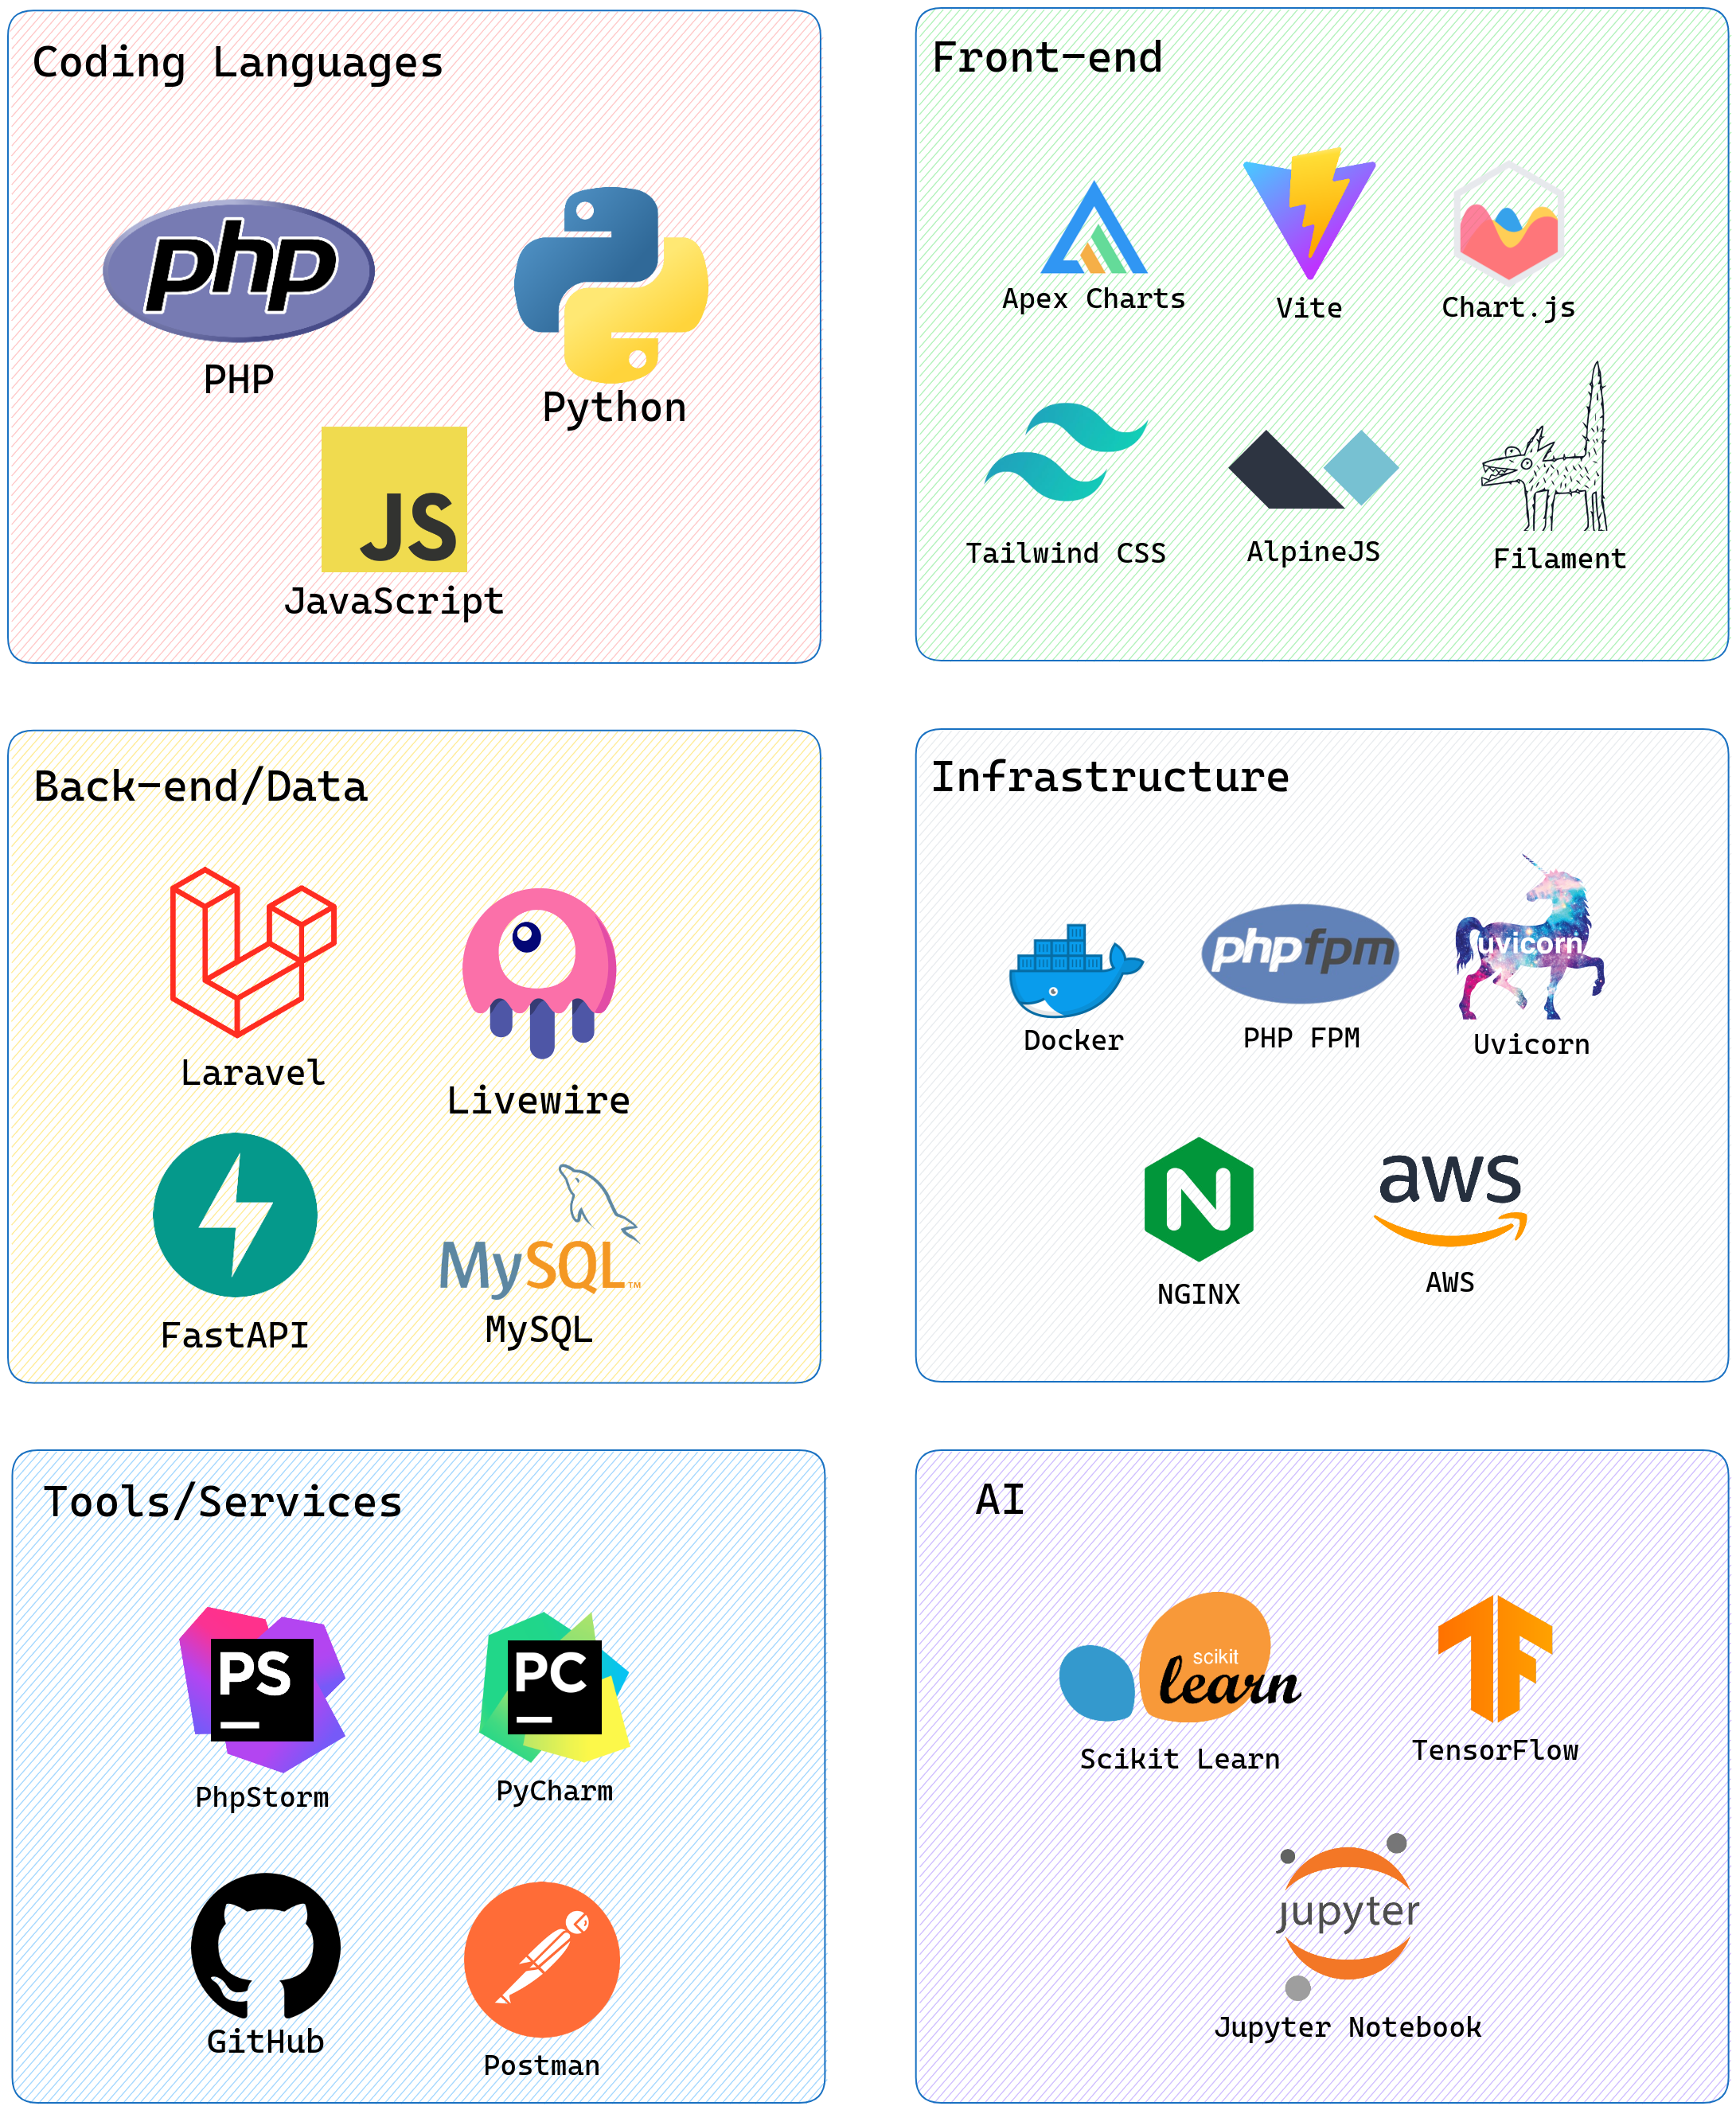 Coding Languages
php
PHP
Python
JS
JavaScript
Front-end
Apex Charts
Vite
Chart.js
Tailwind CSS
AlpineJS
Filament
Back-end/Data
Laravel
Livewire
FastAPI
MySQL™
MySQL
Infrastructure
Docker
phpfpm
PHP FPM
uvicorn
Uvicorn
N
NGINX
aws
AWS
Tools/Services
PS
PhpStorm
PC
PyCharm
GitHub
Postman
AI
scikit
learn
Scikit Learn
TensorFlow
jupyter
Jupyter Notebook